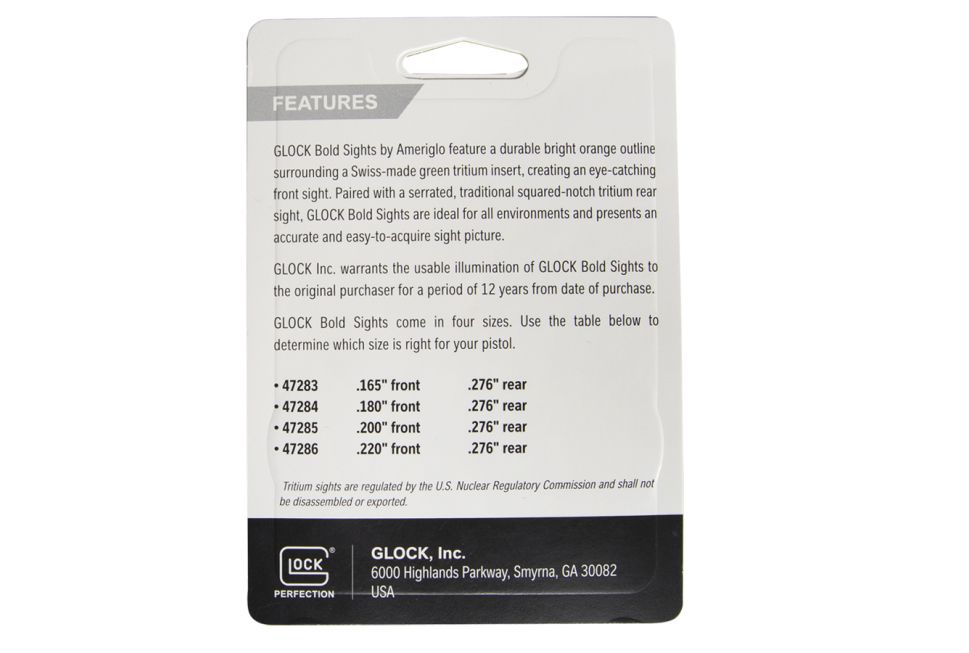 FEATURES
GLOCK Bold Sights by Ameriglo feature a durable bright orange outline
surrounding a Swiss-made green tritium insert, creating an eye-catching
front sight. Paired with a serrated, traditional squared-notch tritium rear
sight, GLOCK Bold Sights are ideal for all environments and presents an
accurate and easy-to-acquire sight picture.
GLOCK Inc. warrants the usable illumination of GLOCK Bold Sights to
the original purchaser for a period of 12 years from date of purchase.
GLOCK Bold Sights come in four sizes. Use the table below to
determine which size is right for your pistol.
• 47283 .165" front .276" rear
• 47284 .180" front .276" rear
• 47285 .200" front .276" rear
• 47286 .220" front .276" rear
Tritium sights are regulated by the U.S. Nuclear Regulatory Commission and shall not
be disassembled or exported.
GLOCK®
PERFECTION
GLOCK, Inc.
6000 Highlands Parkway, Smyrna, GA 30082
USA